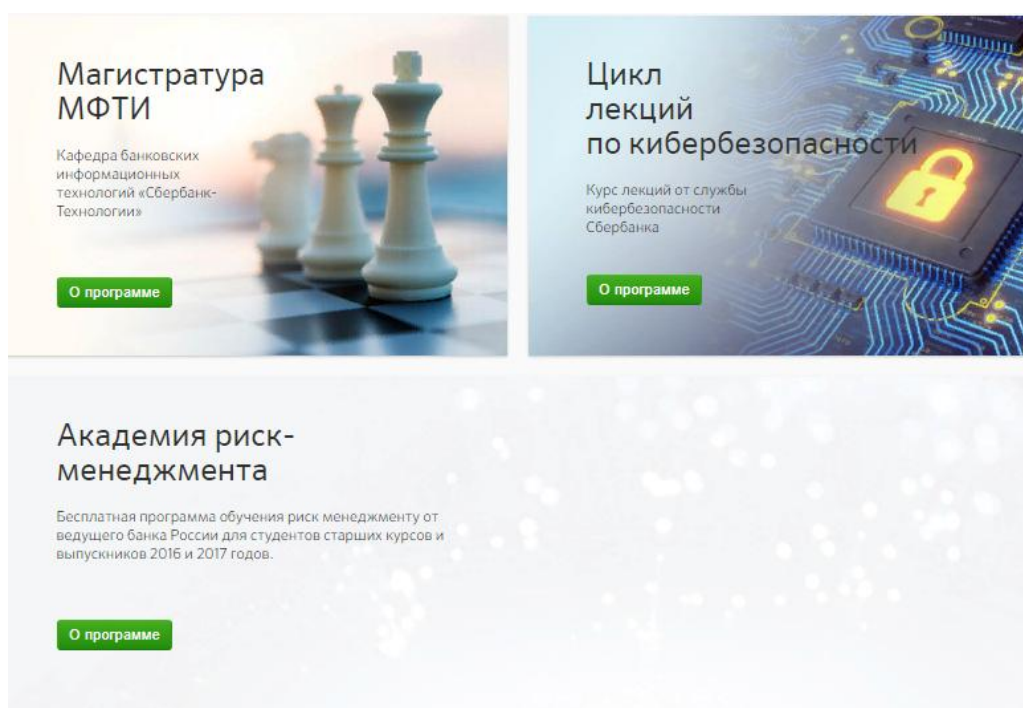 Магистратура
МФТИ
Кафедра банковских
информационных
технологий «Сбербанк-
Технологии»
О программе
Цикл
лекций
по кибербезопасности
Курс лекций от службы
кибербезопасности
Сбербанка
О программе
Академия риск-
менеджмента
Бесплатная программа обучения риск менеджменту от
ведущего банка России для студентов старших курсов и
выпускников 2016 и 2017 годов.
О программе